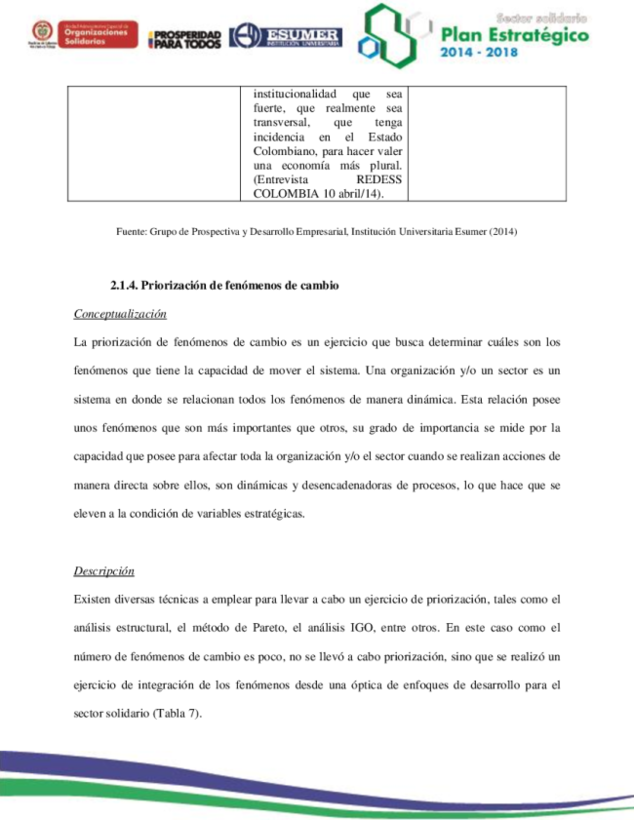 Unidad Administrativa Especial de
Organizaciones
Solidarias
PROSPERIDAD
PARA TODOS
ESUMER
INSTITUCIÓN UNIVERSITARIA
Sector solidario
Plan Estratégico
2014 - 2018
institucionalidad que sea
fuerte, que realmente sea
transversal, que tenga
incidencia en el Estado
Colombiano, para hacer valer
una economía más plural.
(Entrevista REDESS
COLOMBIA 10 abril/14).
Fuente: Grupo de Prospectiva y Desarrollo Empresarial, Institución Universitaria Esumer (2014)
2.1.4. Priorización de fenómenos de cambio
Conceptualización
La priorización de fenómenos de cambio es un ejercicio que busca determinar cuáles son los
fenómenos que tiene la capacidad de mover el sistema. Una organización y/o un sector es un
sistema en donde se relacionan todos los fenómenos de manera dinámica. Esta relación posee
unos fenómenos que son más importantes que otros, su grado de importancia se mide por la
capacidad que posee para afectar toda la organización y/o el sector cuando se realizan acciones de
manera directa sobre ellos, son dinámicas y desencadenadoras de procesos, lo que hace que se
eleven a la condición de variables estratégicas.
Descripción
Existen diversas técnicas a emplear para llevar a cabo un ejercicio de priorización, tales como el
análisis estructural, el método de Pareto, el análisis IGO, entre otros. En este caso como el
número de fenómenos de cambio es poco, no se llevó a cabo priorización, sino que se realizó un
ejercicio de integración de los fenómenos desde una óptica de enfoques de desarrollo para el
sector solidario (Tabla 7).